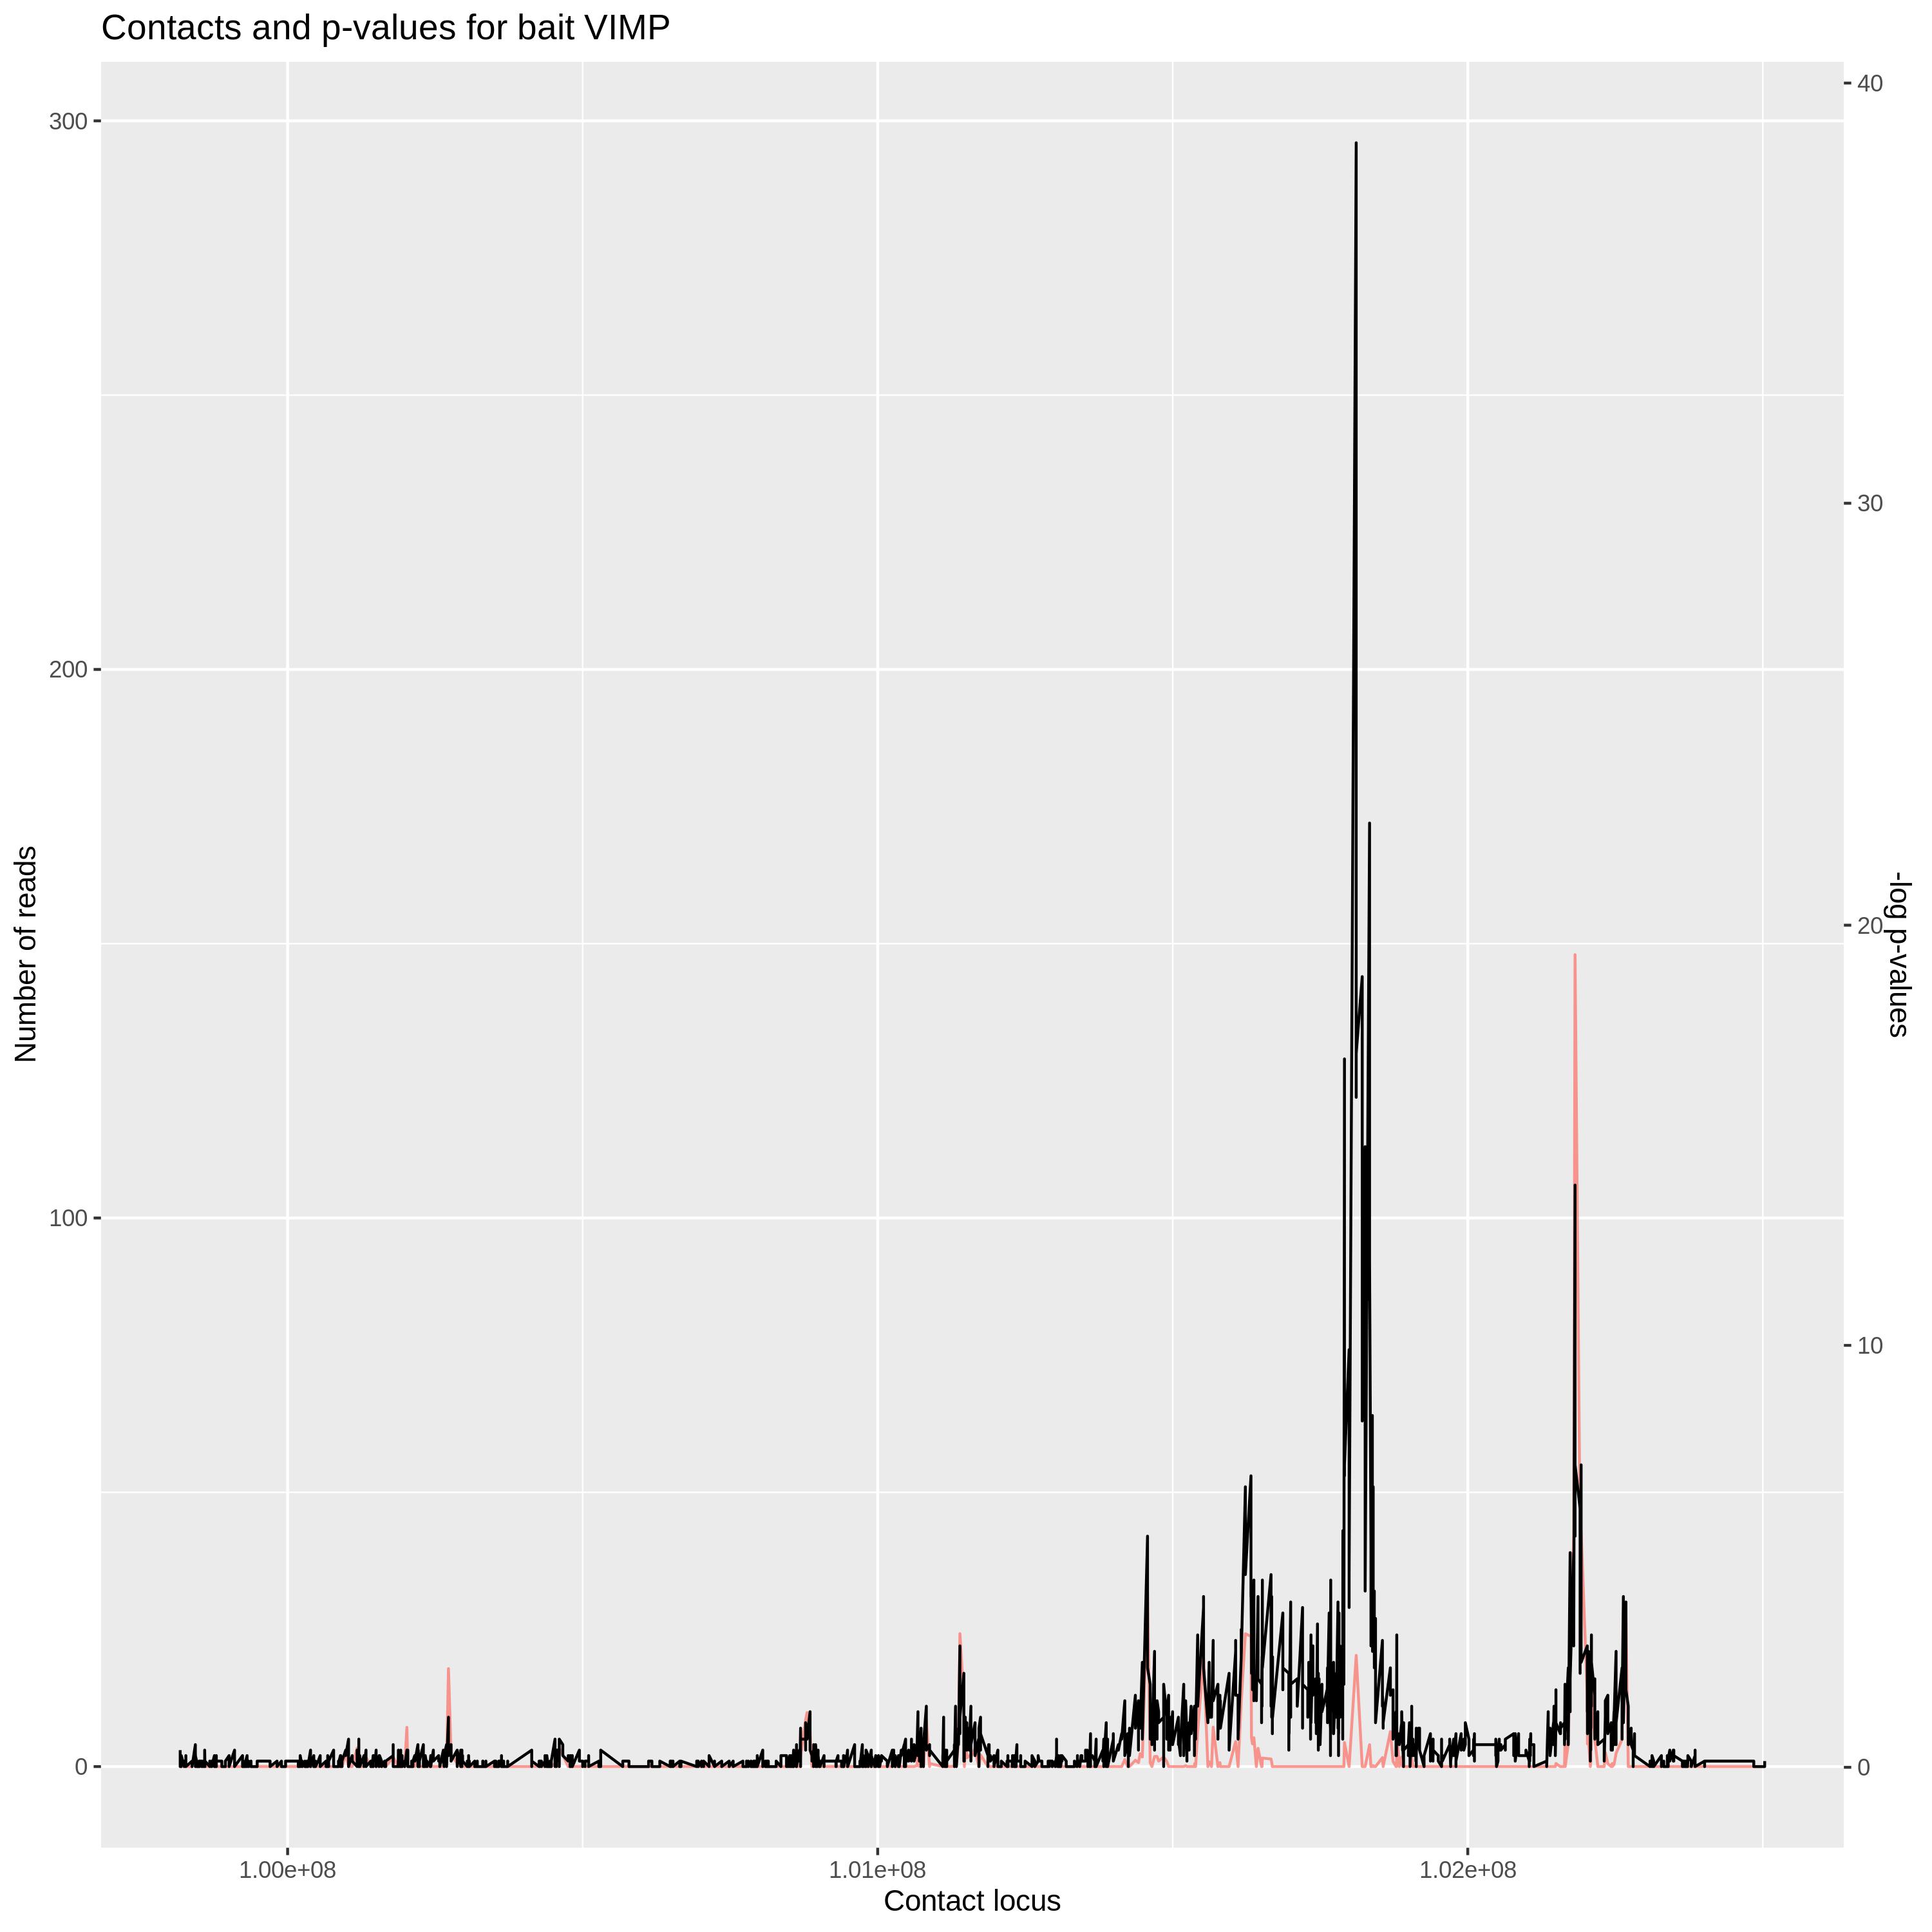 Contacts and p-values for bait VIMP
300
200
100
0
Number of reads
40
30
20
10
0
-log p-values
1.00e+08
1.01e+08
1.02e+08
Contact locus